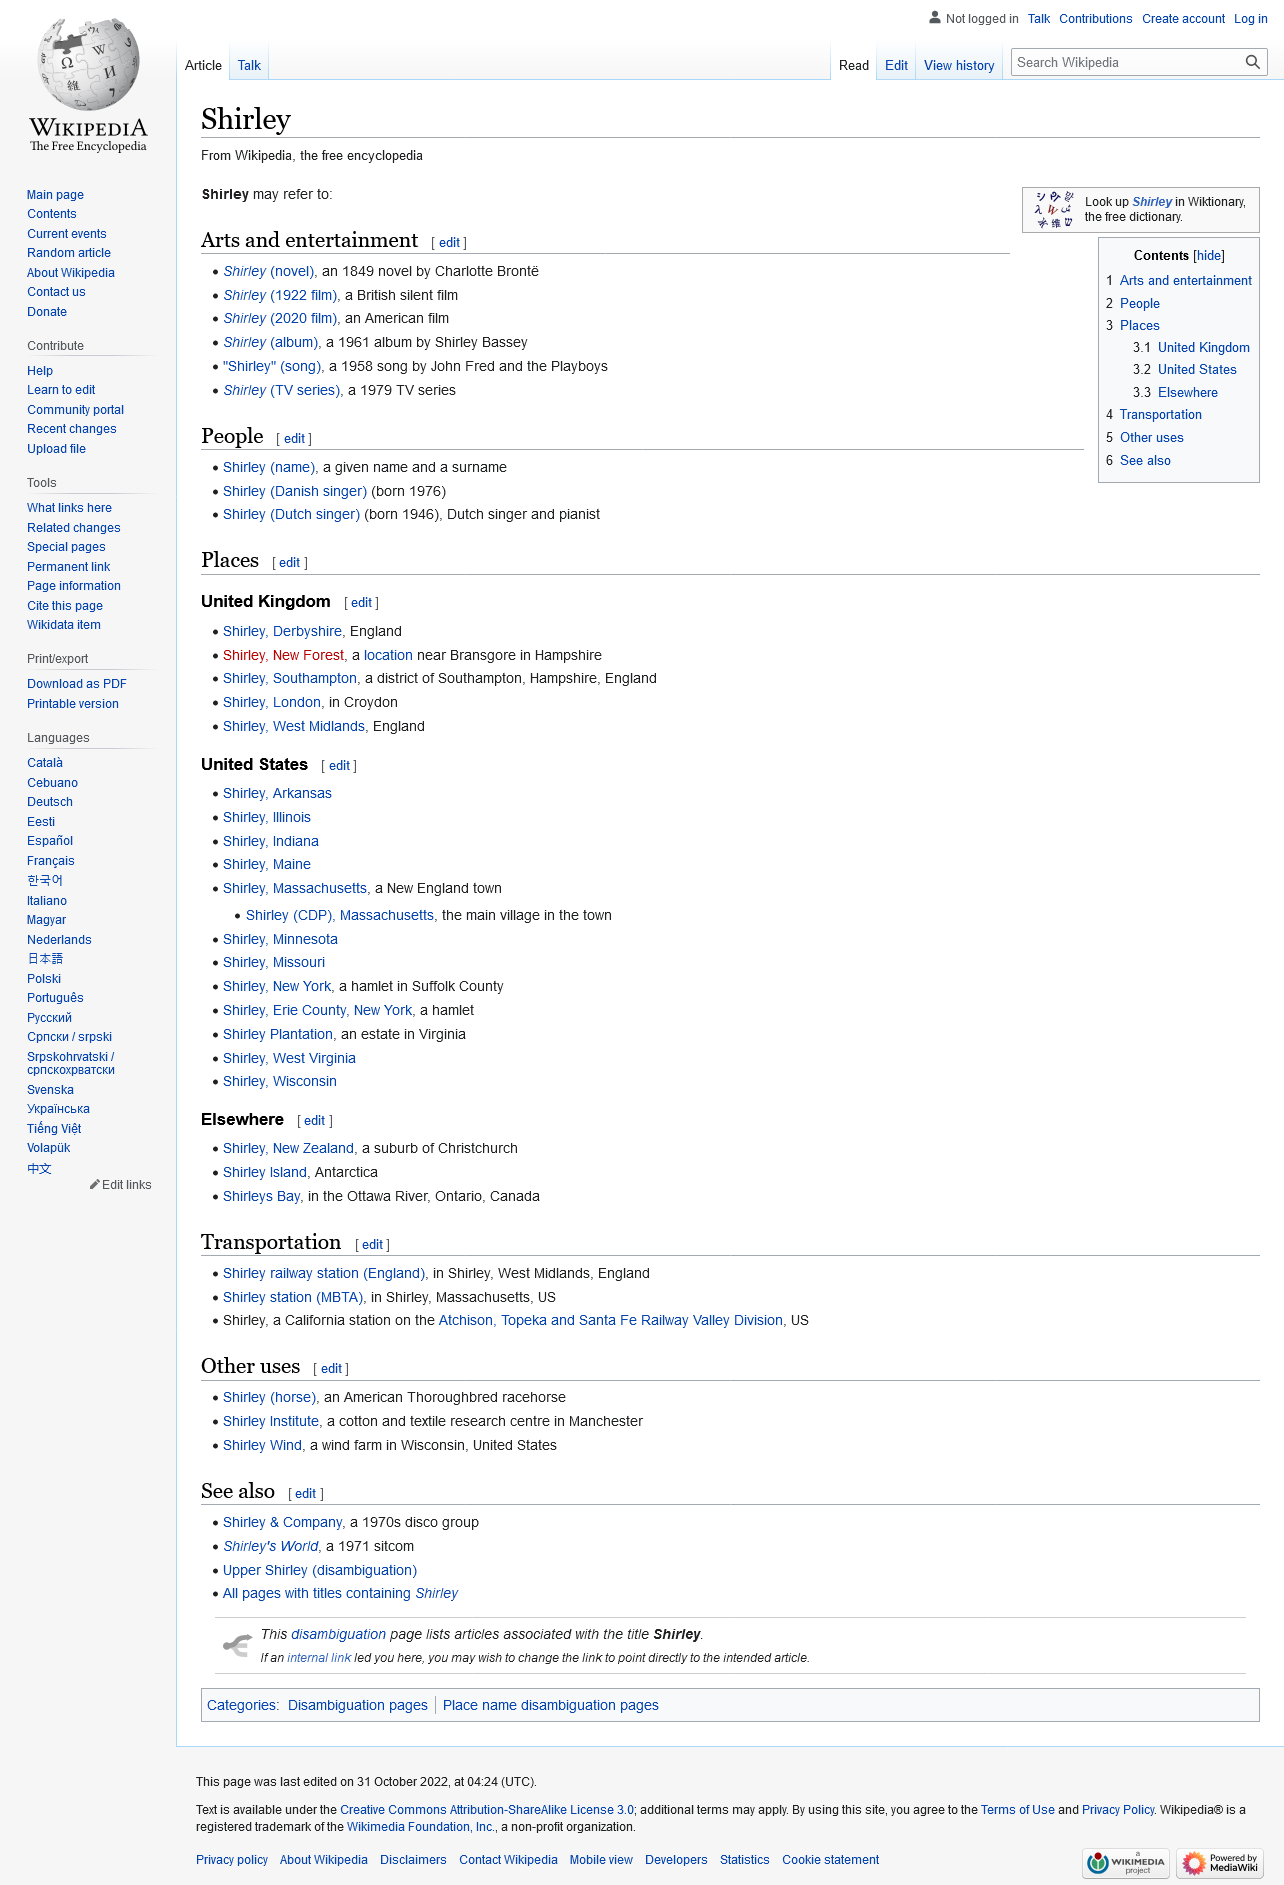 Not logged in Talk Contributions Create account Log in
Article Talk Read Edit View history Search Wikipedia
WIKIPEDIA
The Free Encyclopedia
Main page
Contents
Current events
Random article
About Wikipedia
Contact us
Donate
Contribute
Help
Learn to edit
Community portal
Recent changes
Upload file
Tools
What links here
Related changes
Special pages
Permanent link
Page information
Cite this page
Wikidata item
Print/export
Download as PDF
Printable version
Languages
Català
Cebuano
Deutsch
Eesti
Español
Français
한국어
Italiano
Magyar
Nederlands
日本語
Polski
Português
Русский
Српски / srpski
Srpskohrvatski /
српскохрватски
Svenska
Українська
Tiếng Việt
Volapük
中文
Edit links
Shirley
From Wikipedia, the free encyclopedia
Shirley may refer to:
Look up Shirley in Wiktionary,
the free dictionary.
Contents [hide]
1 Arts and entertainment
2 People
3 Places
3.1 United Kingdom
3.2 United States
3.3 Elsewhere
4 Transportation
5 Other uses
6 See also
Arts and entertainment [ edit ]
• Shirley (novel), an 1849 novel by Charlotte Brontë
• Shirley (1922 film), a British silent film
• Shirley (2020 film), an American film
• Shirley (album), a 1961 album by Shirley Bassey
• "Shirley" (song), a 1958 song by John Fred and the Playboys
• Shirley (TV series), a 1979 TV series
People [ edit ]
• Shirley (name), a given name and a surname
• Shirley (Danish singer) (born 1976)
• Shirley (Dutch singer) (born 1946), Dutch singer and pianist
Places [ edit ]
United Kingdom [ edit ]
• Shirley, Derbyshire, England
• Shirley, New Forest, a location near Bransgore in Hampshire
• Shirley, Southampton, a district of Southampton, Hampshire, England
• Shirley, London, in Croydon
• Shirley, West Midlands, England
United States [ edit ]
• Shirley, Arkansas
• Shirley, Illinois
• Shirley, Indiana
• Shirley, Maine
• Shirley, Massachusetts, a New England town
• Shirley (CDP), Massachusetts, the main village in the town
• Shirley, Minnesota
• Shirley, Missouri
• Shirley, New York, a hamlet in Suffolk County
• Shirley, Erie County, New York, a hamlet
• Shirley Plantation, an estate in Virginia
• Shirley, West Virginia
• Shirley, Wisconsin
Elsewhere [ edit ]
• Shirley, New Zealand, a suburb of Christchurch
• Shirley Island, Antarctica
• Shirleys Bay, in the Ottawa River, Ontario, Canada
Transportation [ edit ]
• Shirley railway station (England), in Shirley, West Midlands, England
• Shirley station (MBTA), in Shirley, Massachusetts, US
• Shirley, a California station on the Atchison, Topeka and Santa Fe Railway Valley Division, US
Other uses [ edit ]
• Shirley (horse), an American Thoroughbred racehorse
• Shirley Institute, a cotton and textile research centre in Manchester
• Shirley Wind, a wind farm in Wisconsin, United States
See also [ edit ]
• Shirley & Company, a 1970s disco group
• Shirley's World, a 1971 sitcom
• Upper Shirley (disambiguation)
• All pages with titles containing Shirley
This disambiguation page lists articles associated with the title Shirley.
If an internal link led you here, you may wish to change the link to point directly to the intended article.
Categories: Disambiguation pages | Place name disambiguation pages
This page was last edited on 31 October 2022, at 04:24 (UTC).
Text is available under the Creative Commons Attribution-ShareAlike License 3.0; additional terms may apply. By using this site, you agree to the Terms of Use and Privacy Policy. Wikipedia® is a
registered trademark of the Wikimedia Foundation, Inc., a non-profit organization.
Privacy policy About Wikipedia Disclaimers Contact Wikipedia Mobile view Developers Statistics Cookie statement
A WIKIMEDIA project
Powered by MediaWiki